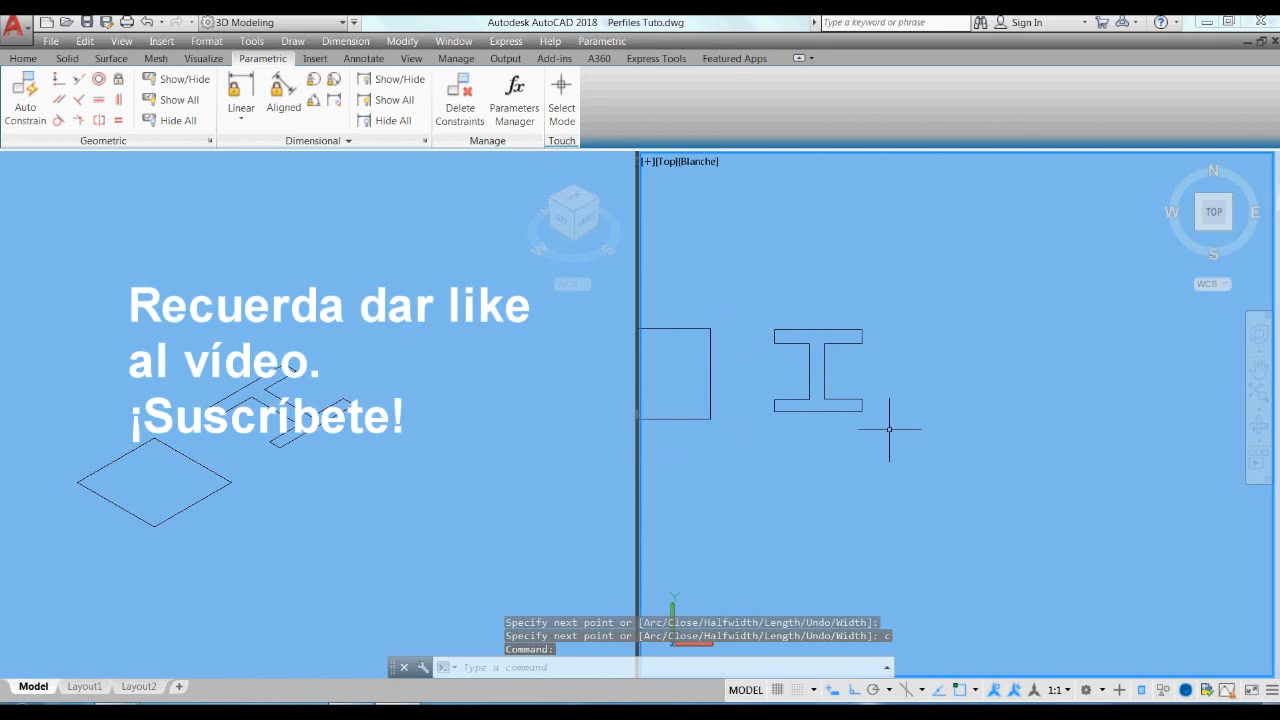 3D Modeling
Autodesk AutoCAD 2018 Perfiles Tuto.dwg
Type a keyword or phrase
Sign In
File Edit View Insert Format Tools Draw Dimension Modify Window Express Help Parametric
Home Solid Surface Mesh Visualize Parametric Insert Annotate View Manage Output Add-ins A360 Express Tools Featured Apps
Auto
Constrain
Show/Hide
Show All
Hide All
Geometric
Linear
Aligned
Show/Hide
Show All
Hide All
Dimensional
Delete
Constraints
Parameters
Manager
Manage
Select
Mode
Touch
[+][Top][Blanche]
N
W TOP E
S
WCS
W S
WCS
Recuerda dar like
al vídeo.
¡Suscríbete!
Y
Specify next point or [Arc/Close/Halfwidth/Length/Undo/Width]:
Specify next point or [Arc/Close/Halfwidth/Length/Undo/Width]: c
Command:
Type a command
Model Layout1 Layout2 +
MODEL 1:1